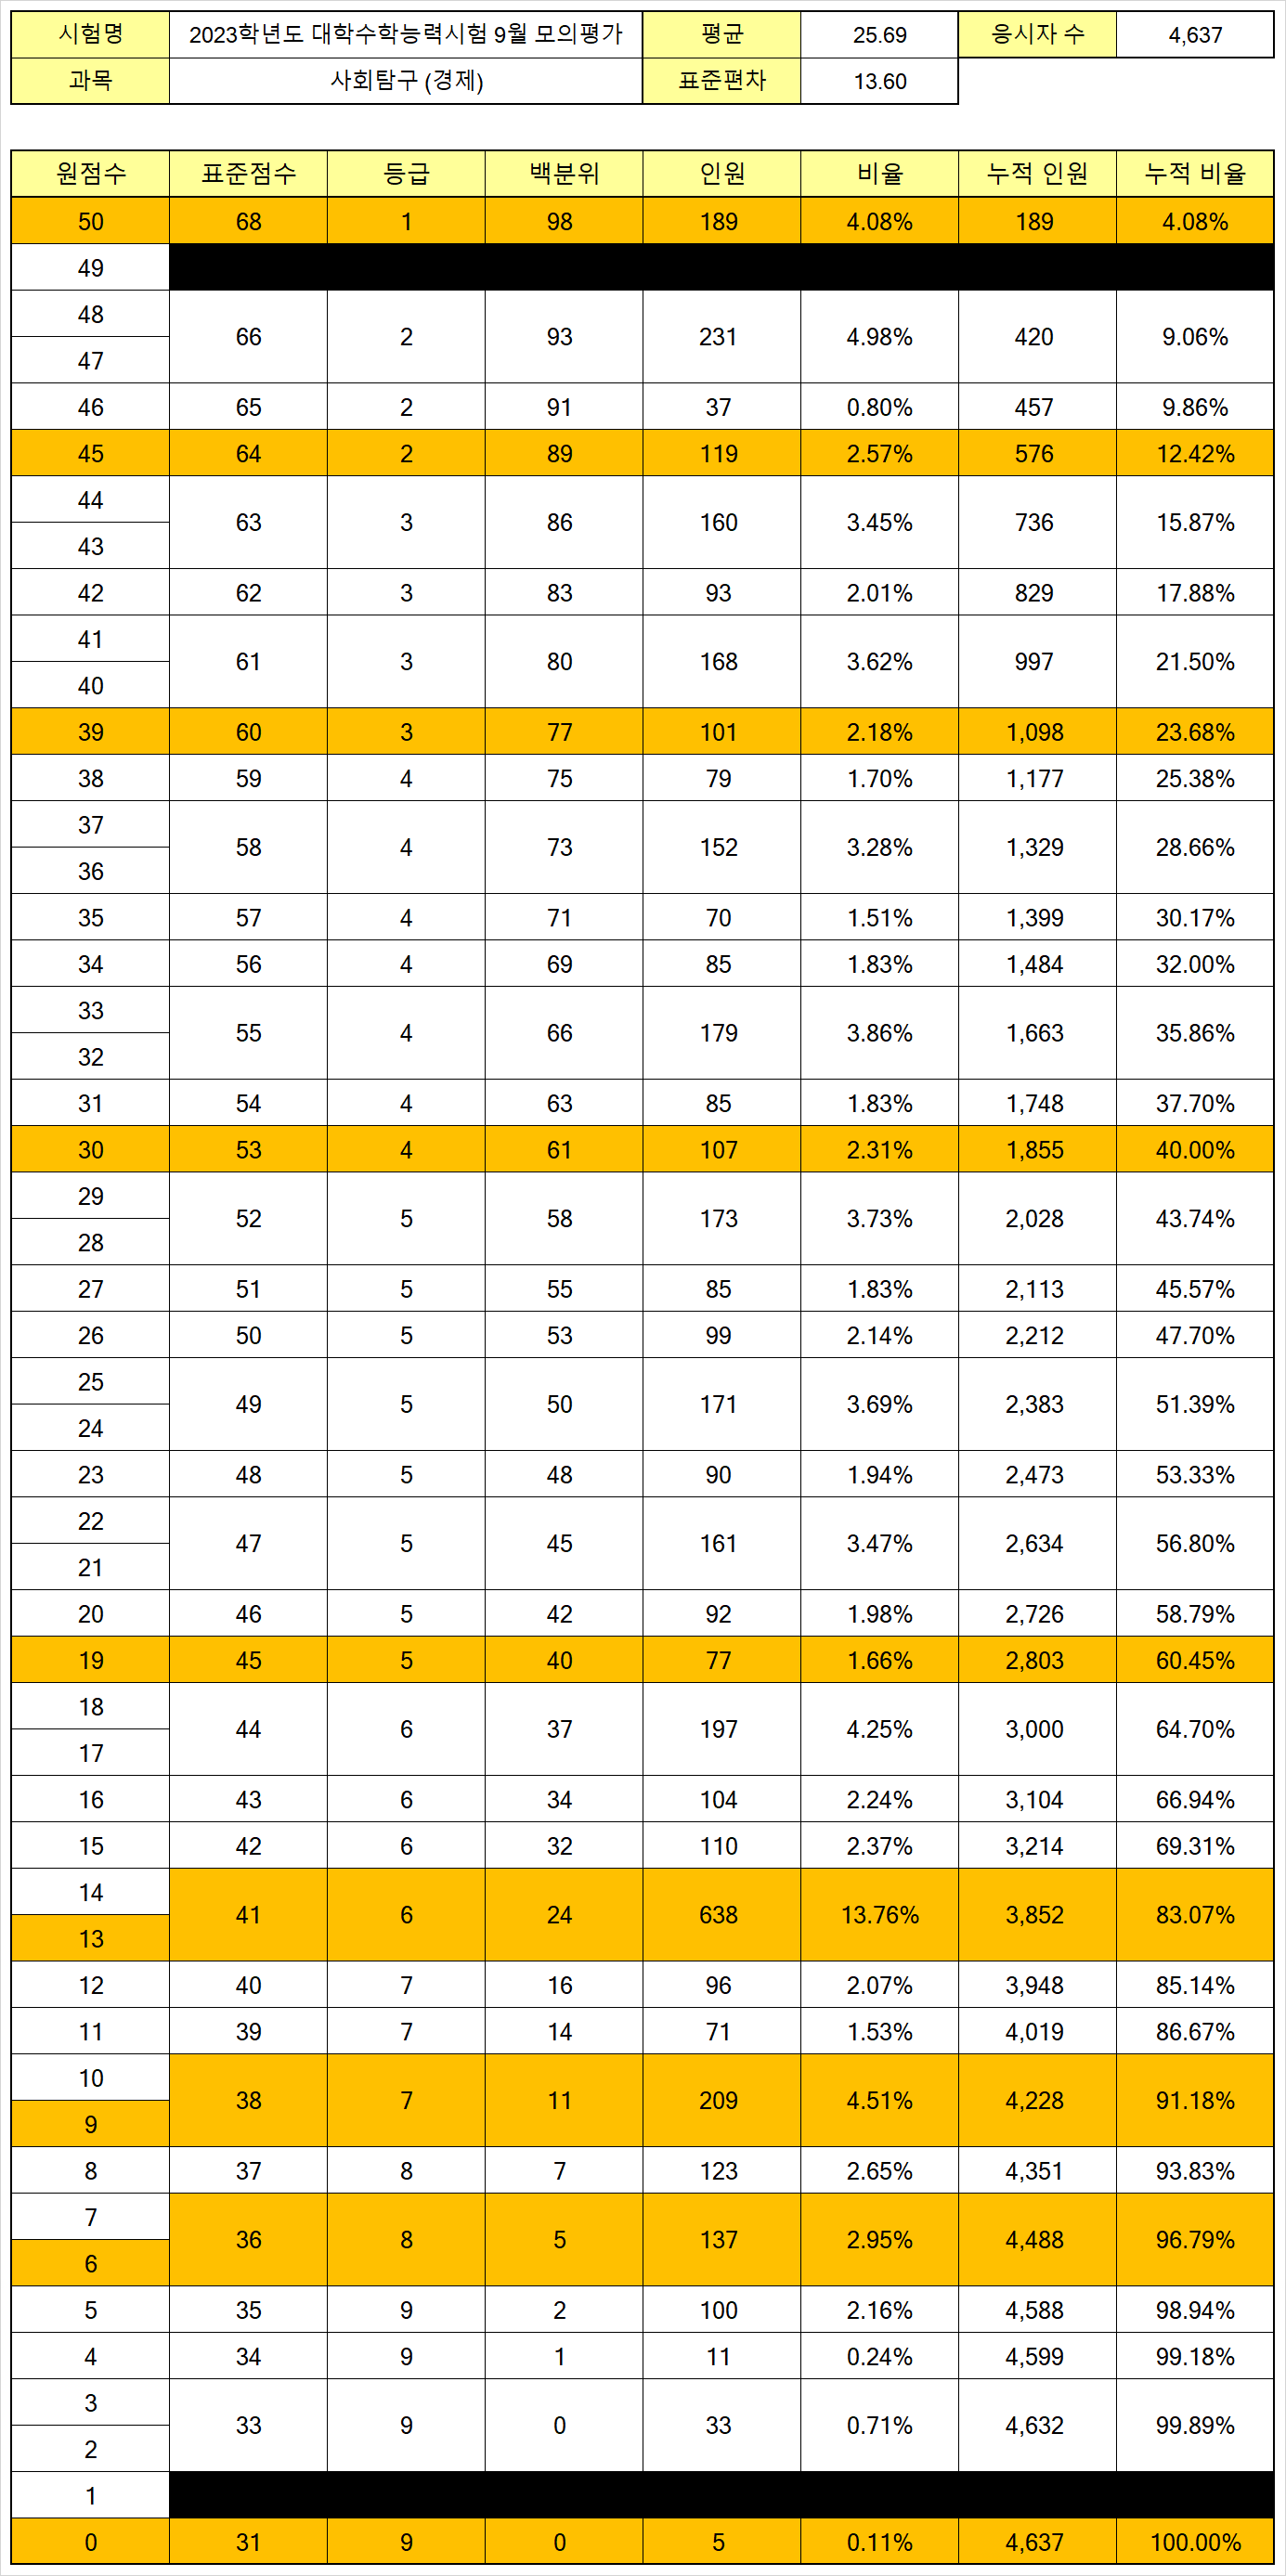 시험명 2023학년도 대학수학능력시험 9월 모의평가 평균 25.69 응시자 수 4,637
과목 사회탐구 (경제) 표준편차 13.60
원점수 표준점수 등급 백분위 인원 비율 누적 인원 누적 비율
50 68 1 98 189 4.08% 189 4.08%
49
48
66 2 93 231 4.98% 420 9.06%
47
46 65 2 91 37 0.80% 457 9.86%
45 64 2 89 119 2.57% 576 12.42%
44
63 3 86 160 3.45% 736 15.87%
43
42 62 3 83 93 2.01% 829 17.88%
41
61 3 80 168 3.62% 997 21.50%
40
39 60 3 77 101 2.18% 1,098 23.68%
38 59 4 75 79 1.70% 1,177 25.38%
37
58 4 73 152 3.28% 1,329 28.66%
36
35 57 4 71 70 1.51% 1,399 30.17%
34 56 4 69 85 1.83% 1,484 32.00%
33
55 4 66 179 3.86% 1,663 35.86%
32
31 54 4 63 85 1.83% 1,748 37.70%
30 53 4 61 107 2.31% 1,855 40.00%
29
52 5 58 173 3.73% 2,028 43.74%
28
27 51 5 55 85 1.83% 2,113 45.57%
26 50 5 53 99 2.14% 2,212 47.70%
25
49 5 50 171 3.69% 2,383 51.39%
24
23 48 5 48 90 1.94% 2,473 53.33%
22
47 5 45 161 3.47% 2,634 56.80%
21
20 46 5 42 92 1.98% 2,726 58.79%
19 45 5 40 77 1.66% 2,803 60.45%
18
44 6 37 197 4.25% 3,000 64.70%
17
16 43 6 34 104 2.24% 3,104 66.94%
15 42 6 32 110 2.37% 3,214 69.31%
14
41 6 24 638 13.76% 3,852 83.07%
13
12 40 7 16 96 2.07% 3,948 85.14%
11 39 7 14 71 1.53% 4,019 86.67%
10
38 7 11 209 4.51% 4,228 91.18%
9
8 37 8 7 123 2.65% 4,351 93.83%
7
36 8 5 137 2.95% 4,488 96.79%
6
5 35 9 2 100 2.16% 4,588 98.94%
4 34 9 1 11 0.24% 4,599 99.18%
3
33 9 0 33 0.71% 4,632 99.89%
2
1
0 31 9 0 5 0.11% 4,637 100.00%